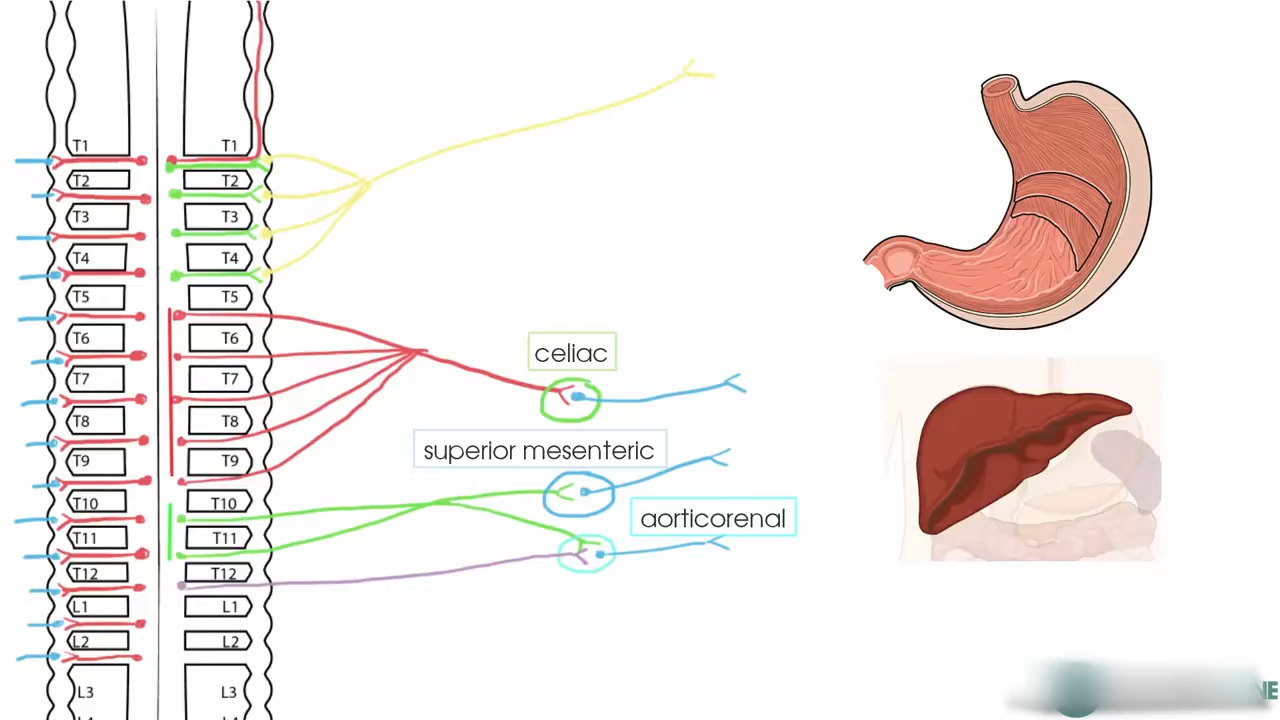 T1 T1
T2 T2
T3 T3
T4 T4
T5 T5
T6 T6
celiac
T7 T7
T8 T8
superior mesenteric
T9 T9
T10 T10
aorticorenal
T11 T11
T12 T12
L1 L1
L2 L2
L3 L3